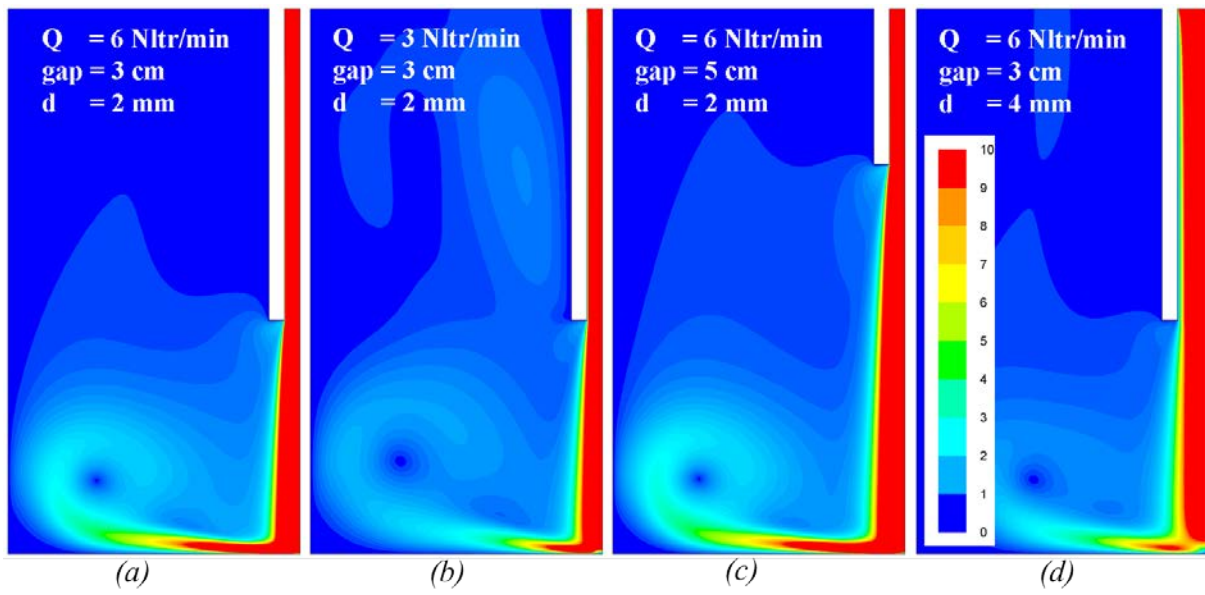 Q = 6 Nltr/min
gap = 3 cm
d = 2 mm
Q = 3 Nltr/min
gap = 3 cm
d = 2 mm
Q = 6 Nltr/min
gap = 5 cm
d = 2 mm
Q = 6 Nltr/min
gap = 3 cm
d = 4 mm
10
9
8
7
6
5
4
3
2
1
0
(a)
(b)
(c)
(d)